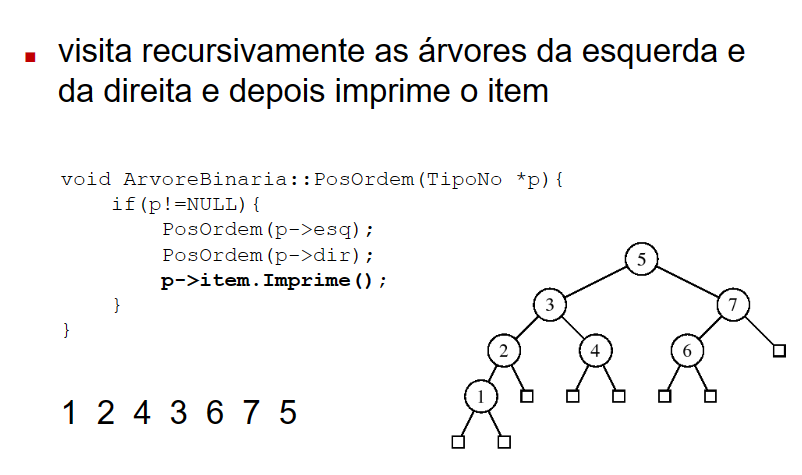 visita recursivamente as árvores da esquerda e
da direita e depois imprime o item
void ArvoreBinaria::PosOrdem(TipoNo *p){
if(p!=NULL){
PosOrdem(p->esq);
PosOrdem(p->dir);
p->item.Imprime();
}
}
5
3 7
2 4 6
1
1 2 4 3 6 7 5